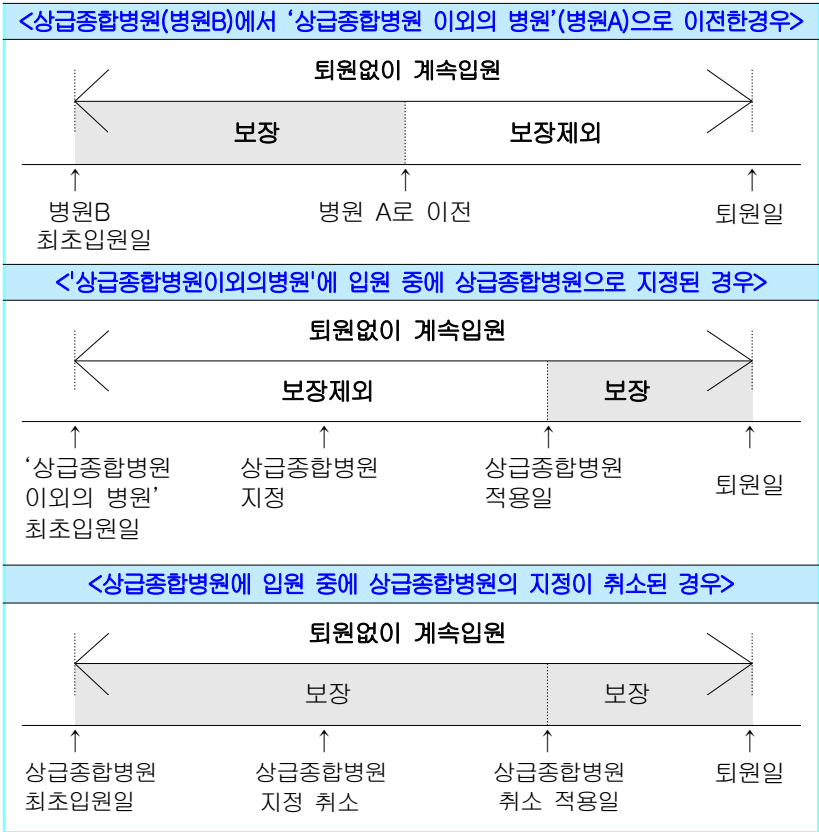 <상급종합병원(병원B)에서 ‘상급종합병원 이외의 병원’(병원A)으로 이전한경우>
퇴원없이 계속입원
보장 보장제외
↑ ↑ ↑
병원B 병원 A로 이전 퇴원일
최초입원일
<'상급종합병원이외의병원'에 입원 중에 상급종합병원으로 지정된 경우>
퇴원없이 계속입원
보장제외 보장
↑ ↑ ↑ ↑
‘상급종합병원 상급종합병원 상급종합병원 퇴원일
이외의 병원’ 지정 적용일
최초입원일
<상급종합병원에 입원 중에 상급종합병원의 지정이 취소된 경우>
퇴원없이 계속입원
보장 보장
↑ ↑ ↑ ↑
상급종합병원 상급종합병원 상급종합병원 퇴원일
최초입원일 지정 취소 취소 적용일